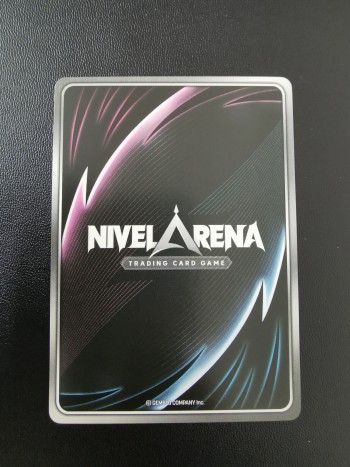 NIVEL ARENA
TRADING CARD GAME
© COMPANY Inc.